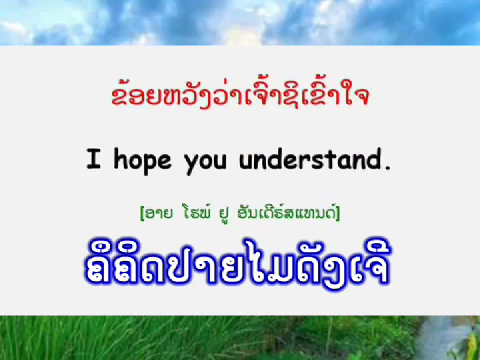 ຂ້ອຍຫວັງວ່າເຈົ້າຊິເຂົ້າໃຈ
I hope you understand.
[ອາຍ ໂຮພ໌ ຢູ ອັນເດີຣ໌ສແທນດ໌]
ຄຶຄິດປາຍໄມດັງເຈີ